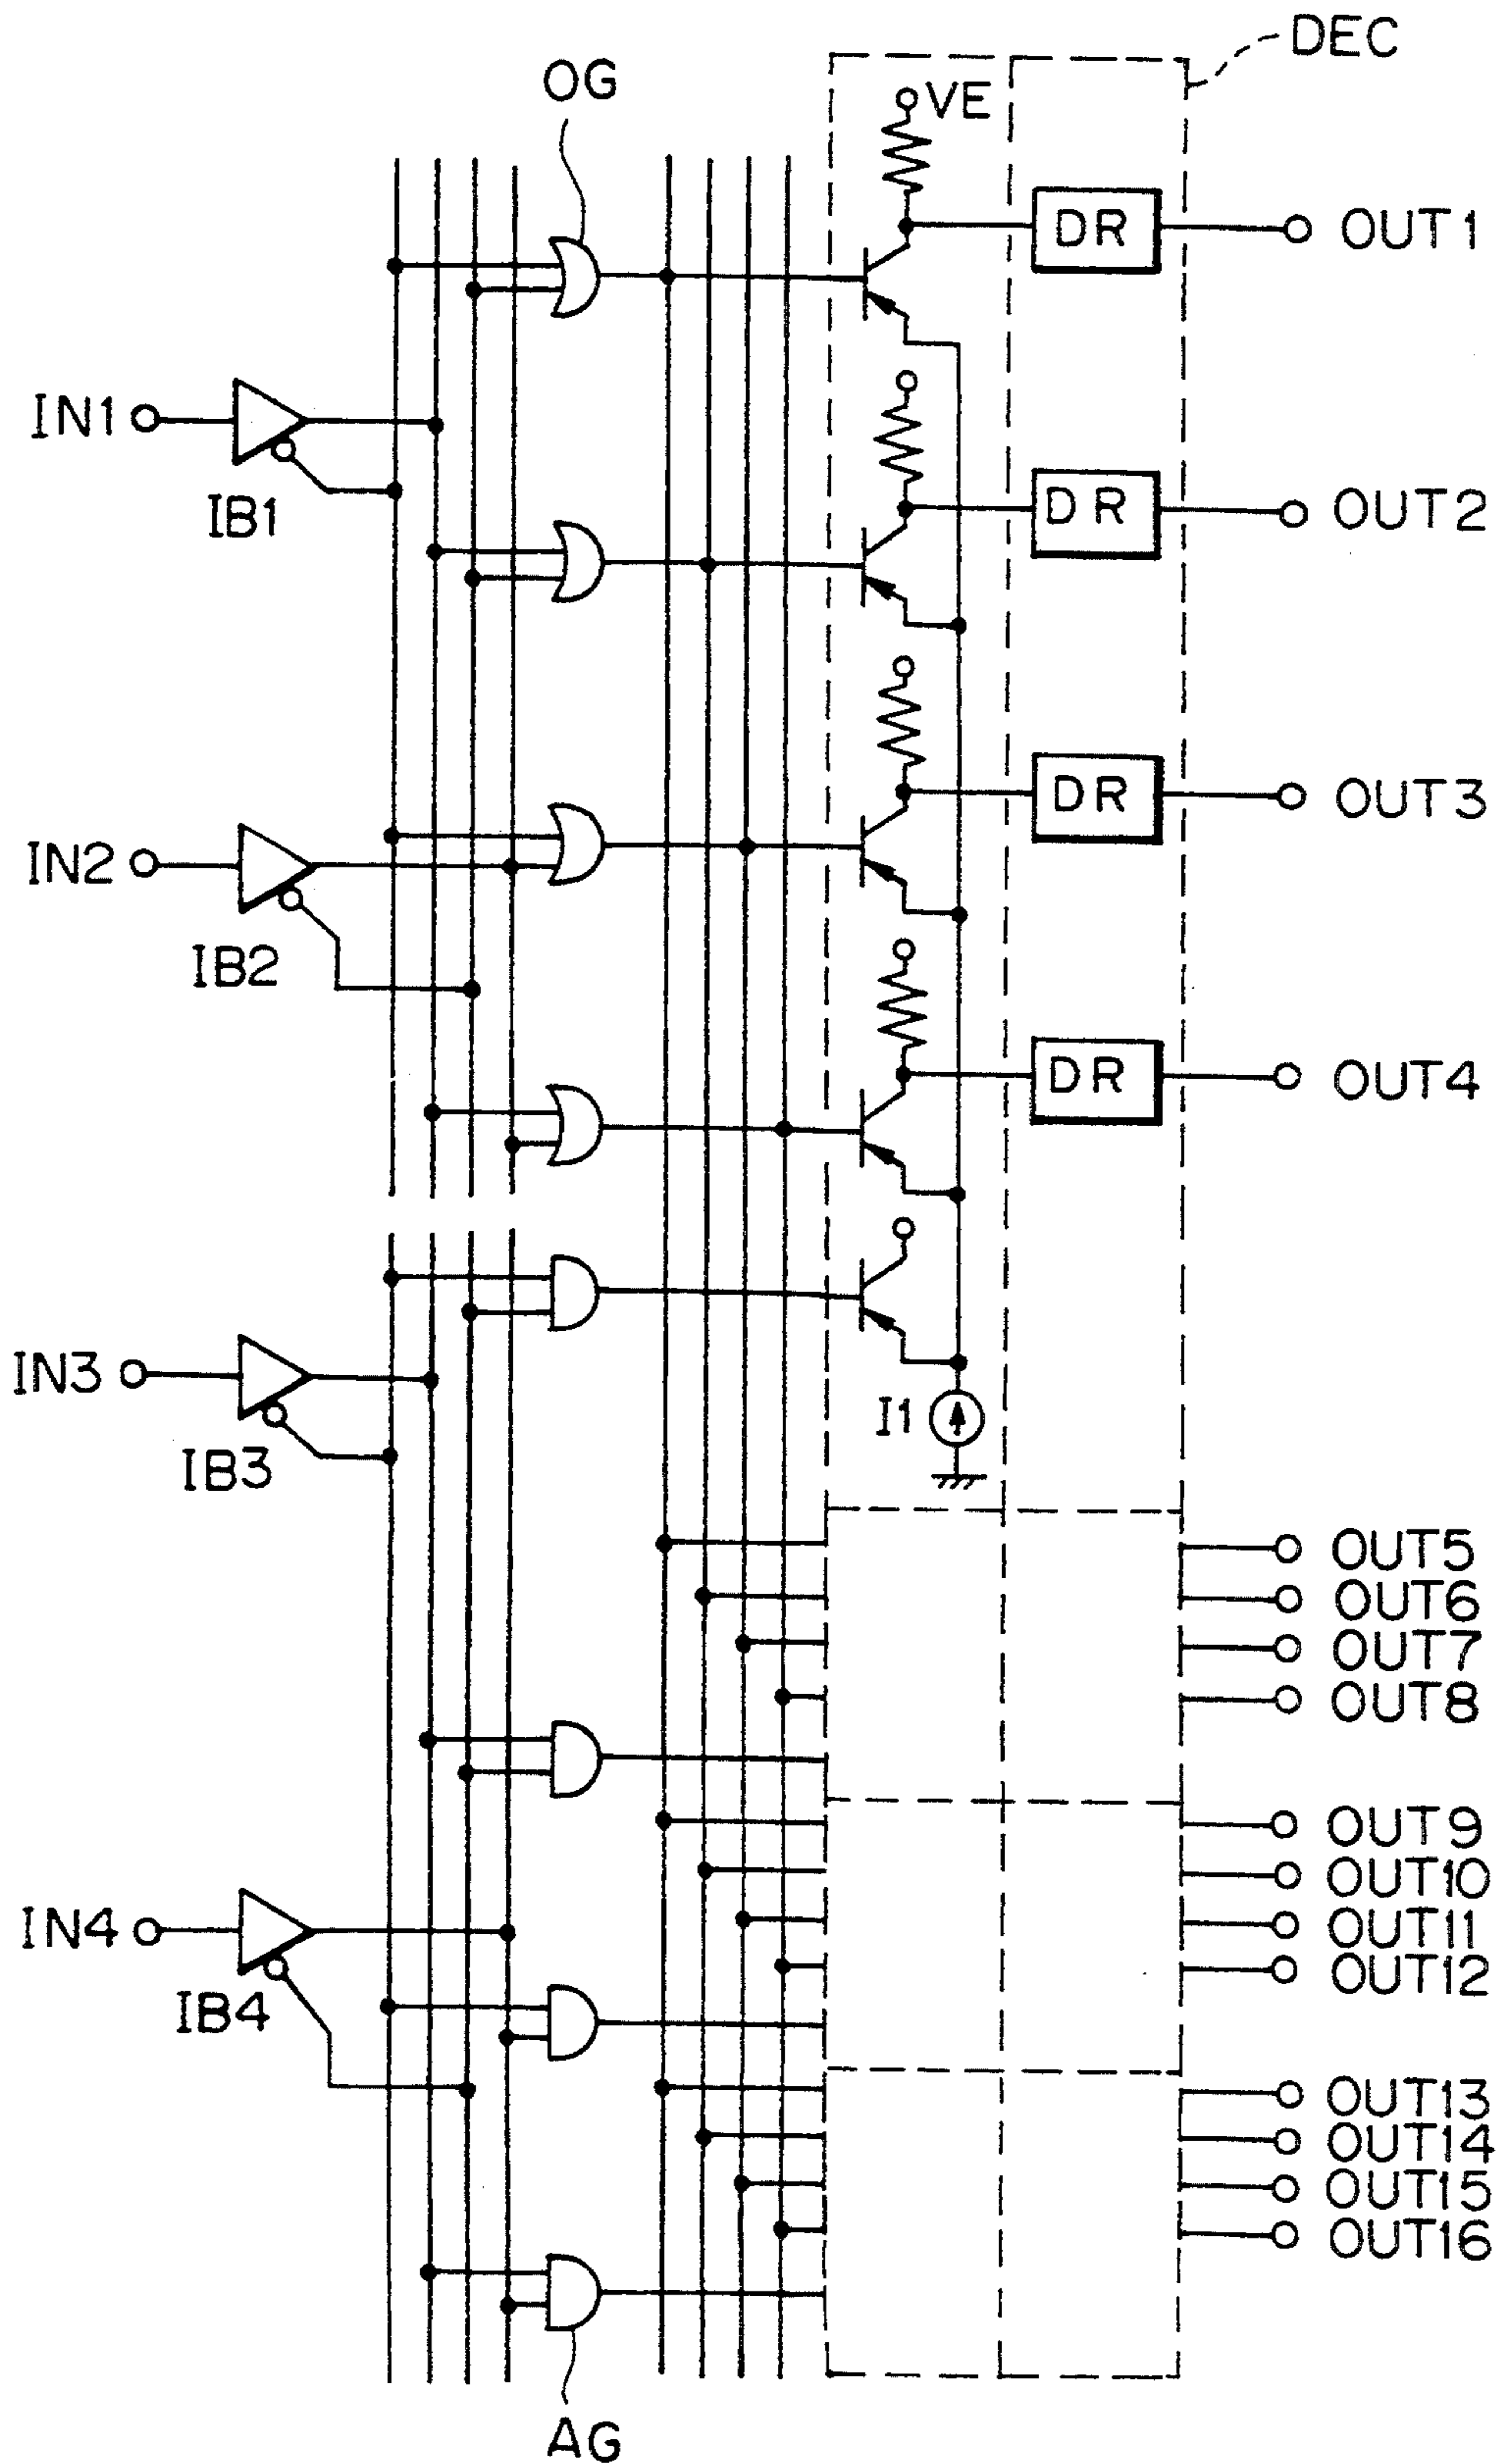 DEC
OG
VE
DR
OUT1
IN1
IB1
DR
OUT2
DR
OUT3
IN2
IB2
DR
OUT4
IN3
IB3
I1
OUT5
OUT6
OUT7
OUT8
OUT9
OUT10
OUT11
OUT12
IN4
IB4
OUT13
OUT14
OUT15
OUT16
AG